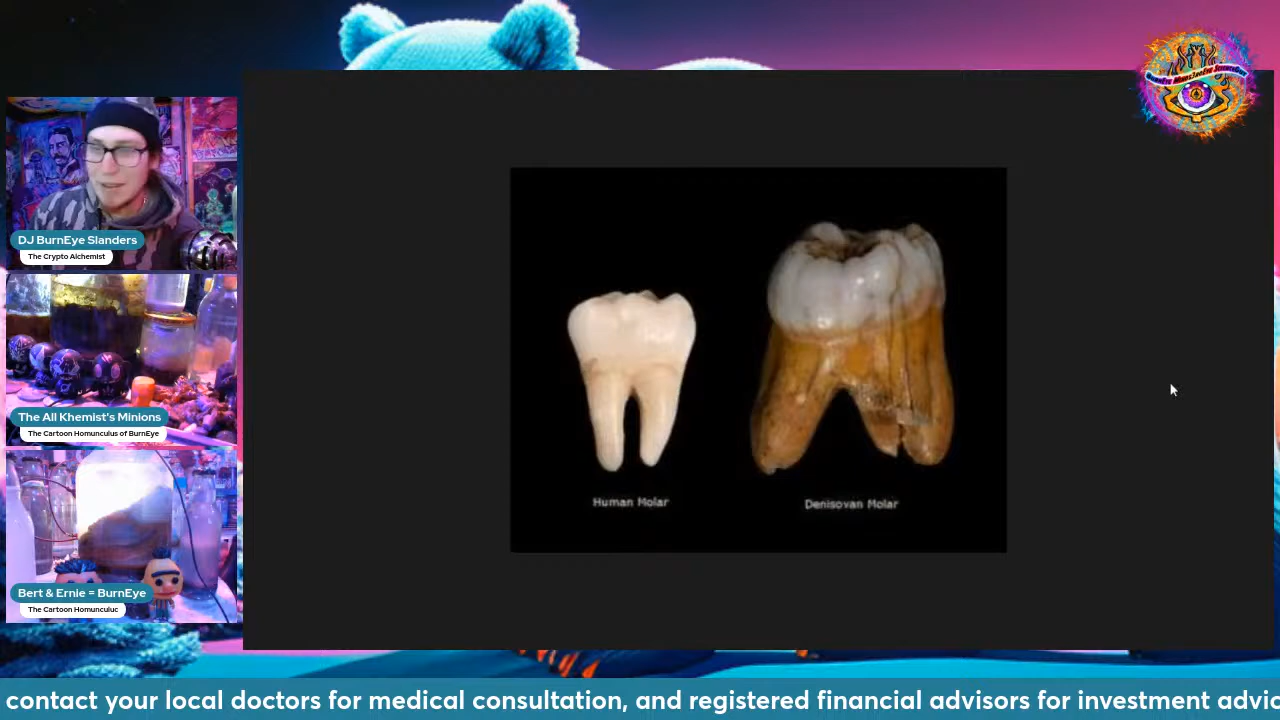 DJ BurnEye Slanders
The Crypto Alchemist
The All Khemist's Minions
The Cartoon Homunculus of BurnEye
Bert & Ernie = BurnEye
The Cartoon Homunculuc
Human Molar
Denisovan Molar
contact your local doctors for medical consultation, and registered financial advisors for investment advic